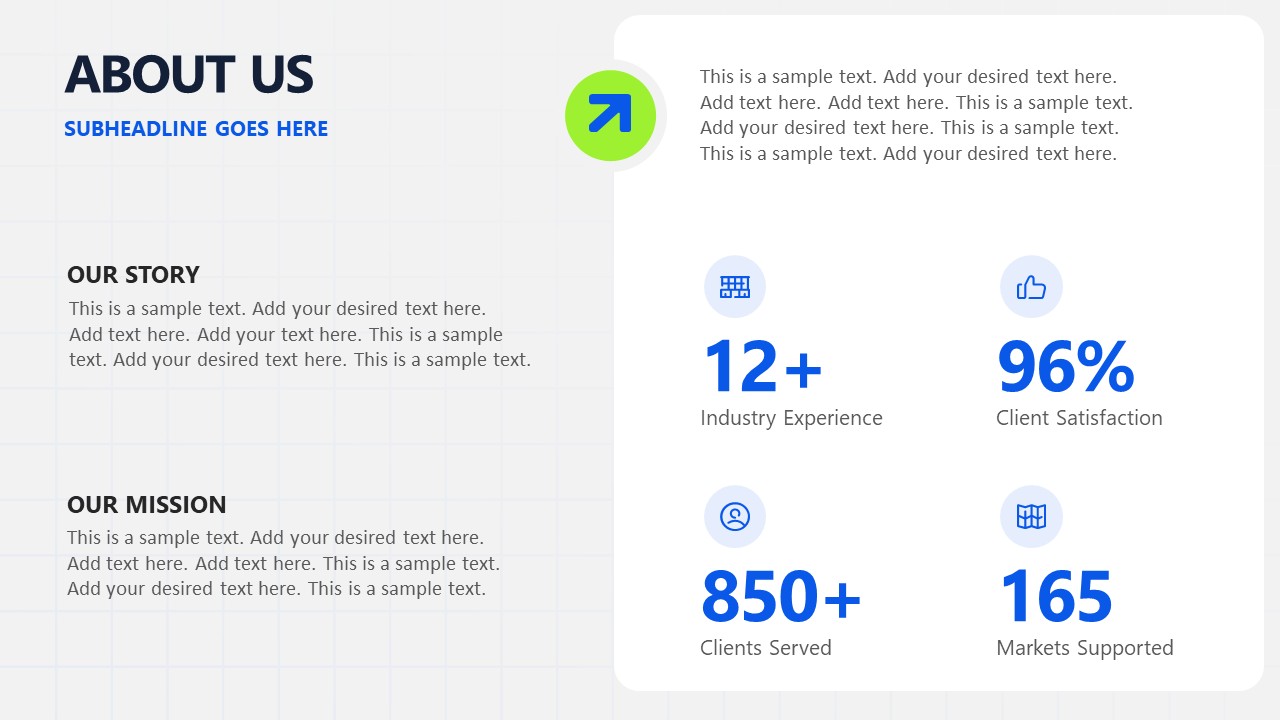 ABOUT US
SUBHEADLINE GOES HERE
OUR STORY
This is a sample text. Add your desired text here.
Add text here. Add your text here. This is a sample
text. Add your desired text here. This is a sample text.
OUR MISSION
This is a sample text. Add your desired text here.
Add text here. Add text here. This is a sample text.
Add your desired text here. This is a sample text.
This is a sample text. Add your desired text here.
Add text here. Add text here. This is a sample text.
Add your desired text here. This is a sample text.
This is a sample text. Add your desired text here.
12+
Industry Experience
96%
Client Satisfaction
850+
Clients Served
165
Markets Supported